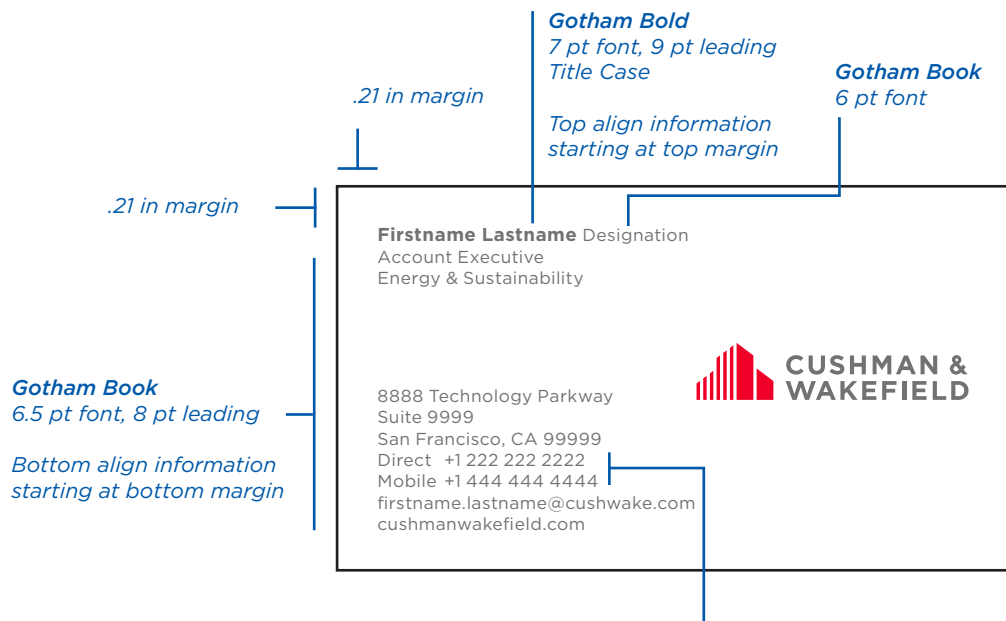 Gotham Bold
7 pt font, 9 pt leading
Title Case
Top align information
starting at top margin
Gotham Book
6 pt font
.21 in margin
.21 in margin
Firstname Lastname Designation
Account Executive
Energy & Sustainability
CUSHMAN &
WAKEFIELD
Gotham Book
6.5 pt font, 8 pt leading
Bottom align information
starting at bottom margin
8888 Technology Parkway
Suite 9999
San Francisco, CA 99999
Direct +1 222 222 2222
Mobile +1 444 444 4444
firstname.lastname@cushwake.com
cushmanwakefield.com